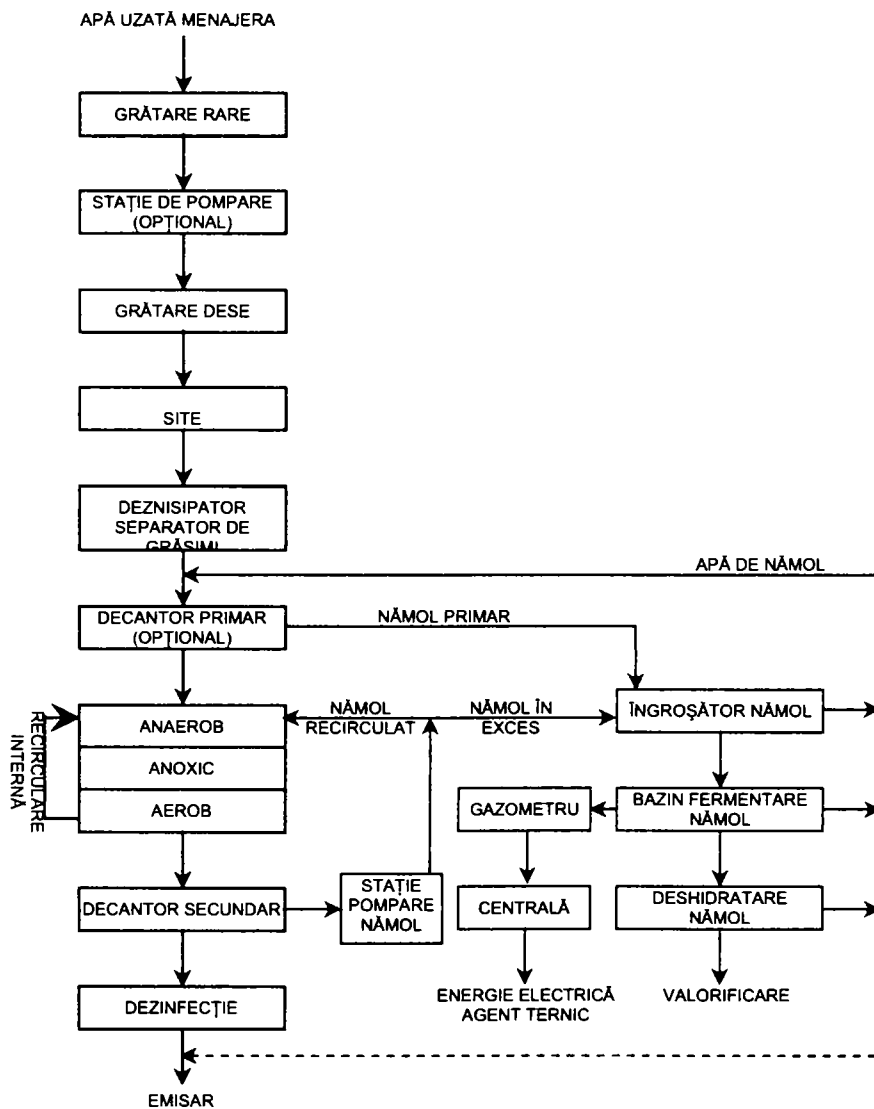 APĂ UZATĂ MENAJERA
GRĂTARE RARE
STAȚIE DE POMPARE
(OPȚIONAL)
GRĂTARE DESE
SITE
DEZNISIPATOR
SEPARATOR DE
GRĂSIMI
APĂ DE NĂMOL
DECANTOR PRIMAR
(OPȚIONAL)
NĂMOL PRIMAR
RECIRCULARE
INTERNĂ
ANAEROB
ANOXIC
AEROB
NĂMOL
RECIRCULAT
NĂMOL ÎN
EXCES
ÎNGROȘĂTOR NĂMOL
GAZOMETRU
BAZIN FERMENTARE
NĂMOL
DECANTOR SECUNDAR
STAȚIE
POMPARE
NĂMOL
CENTRALĂ
DESHIDRATARE
NĂMOL
DEZINFECȚIE
ENERGIE ELECTRICĂ
AGENT TERNIC
VALORIFICARE
EMISAR